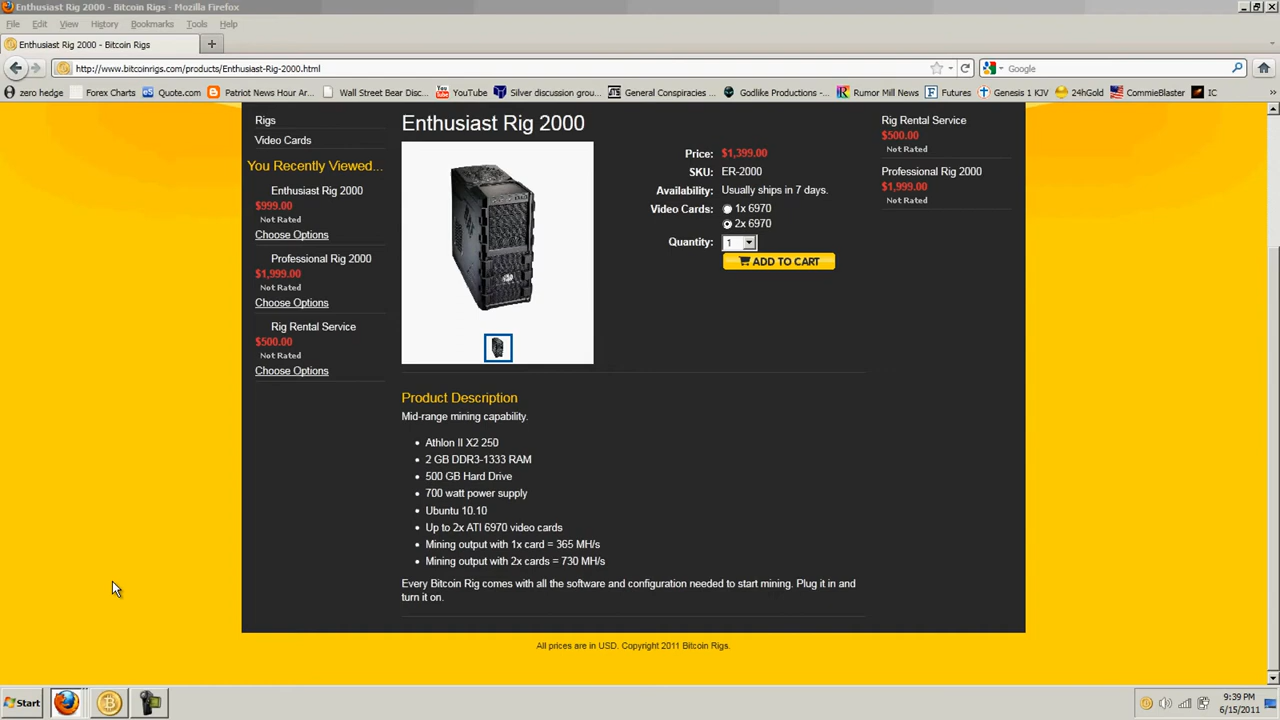 Enthusiast Rig 2000 - Bitcoin Rigs - Mozilla Firefox
File Edit View History Bookmarks Tools Help
Enthusiast Rig 2000 - Bitcoin Rigs
http://www.bitcoinrigs.com/products/Enthusiast-Rig-2000.html
Google
zero hedge Forex Charts Quote.com Patriot News Hour Ar... Wall Street Bear Disc... YouTube Silver discussion grou... General Conspiracies ... Godlike Productions -... Rumor Mill News Futures Genesis 1 KJV 24hGold CommieBlaster IC
Rigs
Video Cards
You Recently Viewed...
Enthusiast Rig 2000
$999.00
Not Rated
Choose Options
Professional Rig 2000
$1,999.00
Not Rated
Choose Options
Rig Rental Service
$500.00
Not Rated
Choose Options
Enthusiast Rig 2000
Price: $1,399.00
SKU: ER-2000
Availability: Usually ships in 7 days.
Video Cards: 1x 6970
2x 6970
Quantity: 1
ADD TO CART
Product Description
Mid-range mining capability.
Athlon II X2 250
2 GB DDR3-1333 RAM
500 GB Hard Drive
700 watt power supply
Ubuntu 10.10
Up to 2x ATI 6970 video cards
Mining output with 1x card = 365 MH/s
Mining output with 2x cards = 730 MH/s
Every Bitcoin Rig comes with all the software and configuration needed to start mining. Plug it in and
turn it on.
Rig Rental Service
$500.00
Not Rated
Professional Rig 2000
$1,999.00
Not Rated
All prices are in USD. Copyright 2011 Bitcoin Rigs.
Start
9:39 PM
6/15/2011